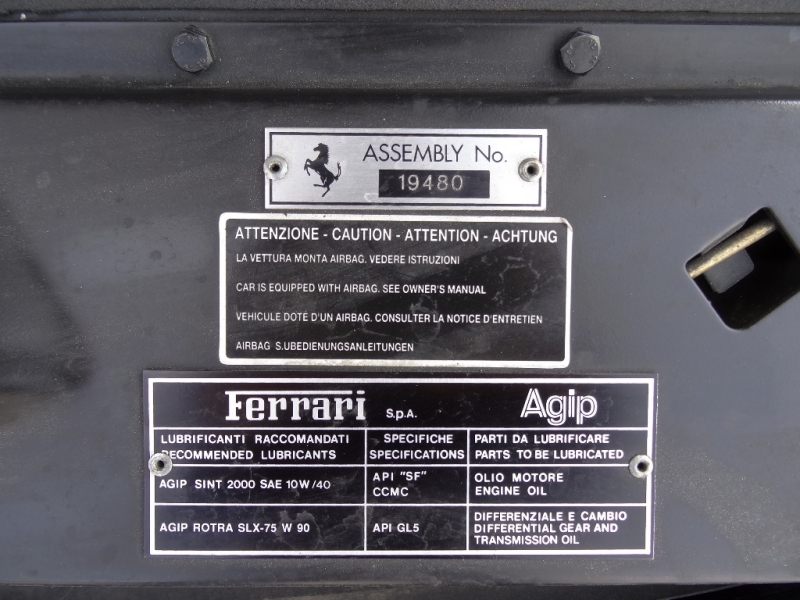 ASSEMBLY No.
19480
ATTENZIONE - CAUTION - ATTENTION - ACHTUNG
LA VETTURA MONTA AIRBAG. VEDERE ISTRUZIONI
CAR IS EQUIPPED WITH AIRBAG. SEE OWNER'S MANUAL
VEHICULE DOTÉ D'UN AIRBAG. CONSULTER LA NOTICE D'ENTRETIEN
AIRBAG S.UBEDIENUNGSANLEITUNGEN
Ferrari S.p.A. Agip
LUBRIFICANTI RACCOMANDATI SPECIFICHE PARTI DA LUBRIFICARE
RECOMMENDED LUBRICANTS SPECIFICATIONS PARTS TO BE LUBRICATED
AGIP SINT 2000 SAE 10W/40 API "SF" OLIO MOTORE
CCMC ENGINE OIL
AGIP ROTRA SLX-75 W 90 API GL5 DIFFERENZIALE E CAMBIO
DIFFERENTIAL GEAR AND
TRANSMISSION OIL